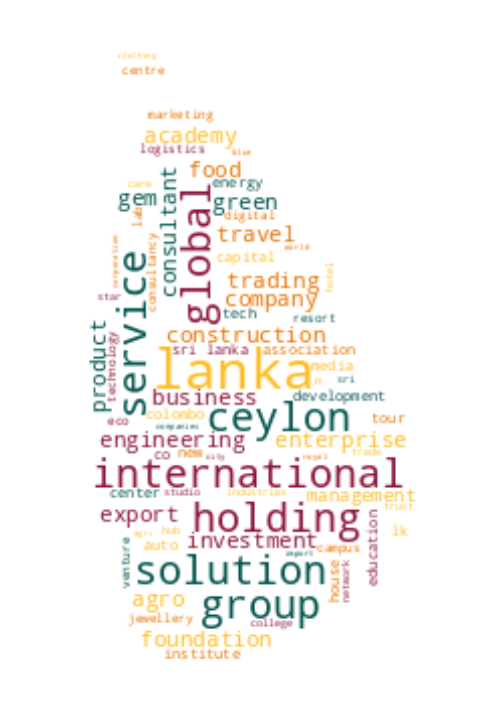 clothing
centre
marketing
academy
logistics
blue
food
care
energy
gem
consultant
green
lab
global
digital
travel
corporation
consultancy
world
service
capital
hotel
trading
star
company
tech
resort
product
technology
construction
sri lanka
association
lanka
media
n
sri
business
development
colombo
ceylon
eco
companies
tour
engineering
enterprise
co
new
city
royal
trade
international
center
studio
industries
management
export
holding
trust
agri
hub
investment
lk
education
venture
auto
import
campus
solution
house
network
agro
group
jewellery
college
foundation
institute